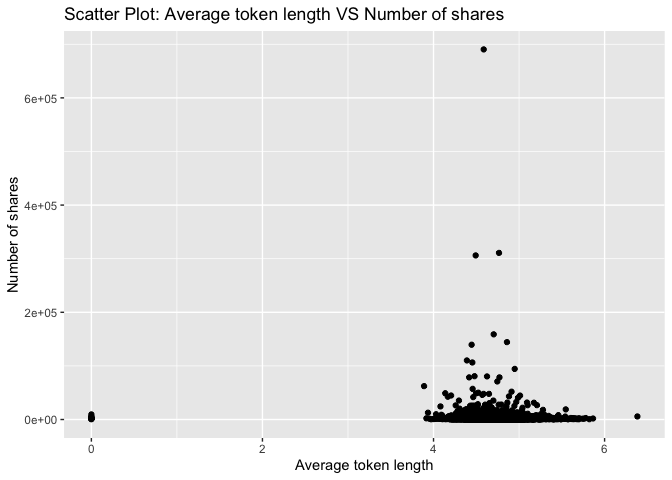 Scatter Plot: Average token length VS Number of shares
6e+05
4e+05
2e+05
0e+00
Number of shares
0
2
4
6
Average token length